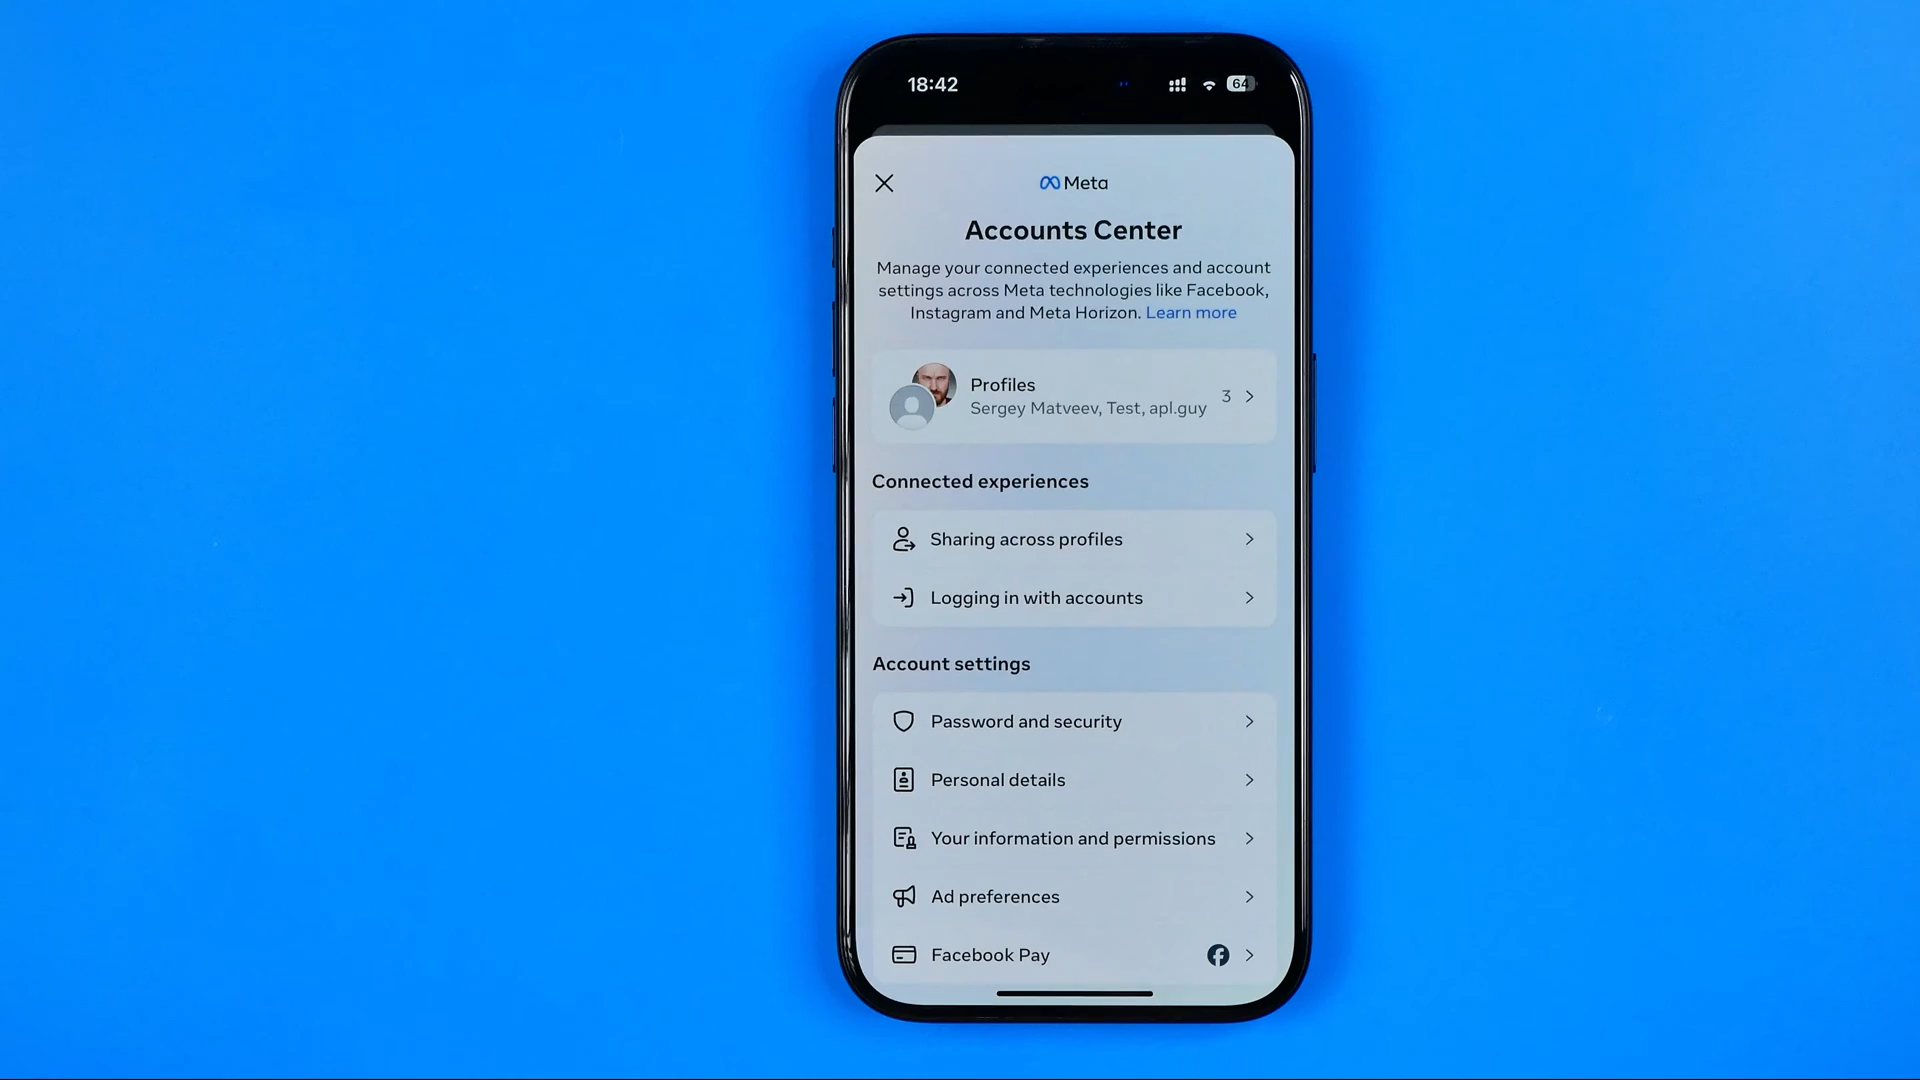 18:42
64
Meta
Accounts Center
Manage your connected experiences and account
settings across Meta technologies like Facebook,
Instagram and Meta Horizon. Learn more
Profiles
Sergey Matveev, Test, apl.guy
3
Connected experiences
Sharing across profiles
Logging in with accounts
Account settings
Password and security
Personal details
Your information and permissions
Ad preferences
Facebook Pay